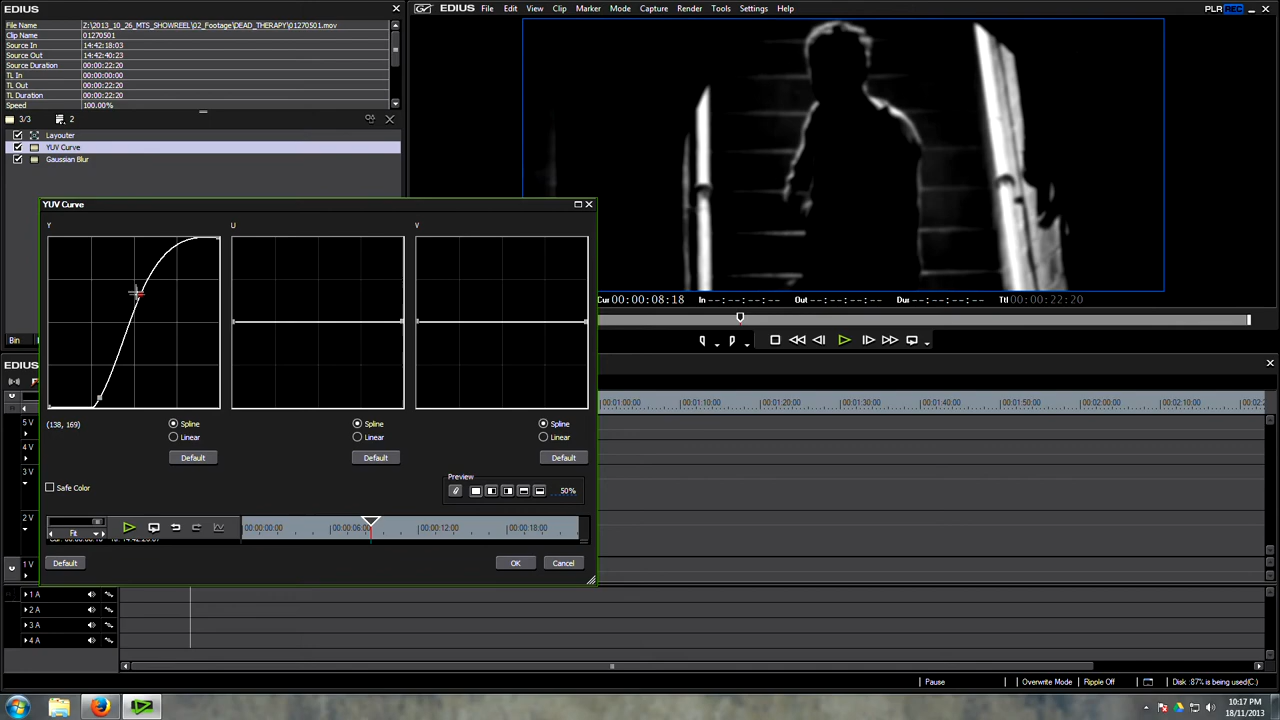 File Name Z:\2013_10_26_MTS_SHOWREEL\02_Footage\DEAD_THERAPY\01270501.mov
Clip Name 01270501
Source In 14:42:18:03
Source Out 14:42:40:23
Source Duration 00:00:22:20
TL In 00:00:00:00
TL Out 00:00:22:20
TL Duration 00:00:22:20
Speed 100.00%
3/3 2
Layouter
YUV Curve
Gaussian Blur
EDIUS File Edit View Clip Marker Mode Capture Render Tools Settings Help PLR REC
YUV Curve
Y U V
(138, 169)
Spline Spline Spline
Linear Linear Linear
Default Default Default
Safe Color
Preview
50%
Fit
00:00:00:00 00:00:06:00 00:00:12:00 00:00:18:00
Default OK Cancel
Bin
Cur 00:00:08:18 In --:--:--:-- Out --:--:--:-- Dur --:--:--:-- Ttl 00:00:22:20
EDIUS
00:01:00:00 00:01:10:00 00:01:20:00 00:01:30:00 00:01:40:00 00:01:50:00 00:02:00:00 00:02:10:00 00:02:2
5 V
4 V
3 V
2 V
1 V
1 A
2 A
3 A
4 A
Pause Overwrite Mode Ripple Off Disk :87% is being used(C:)
10:17 PM
18/11/2013